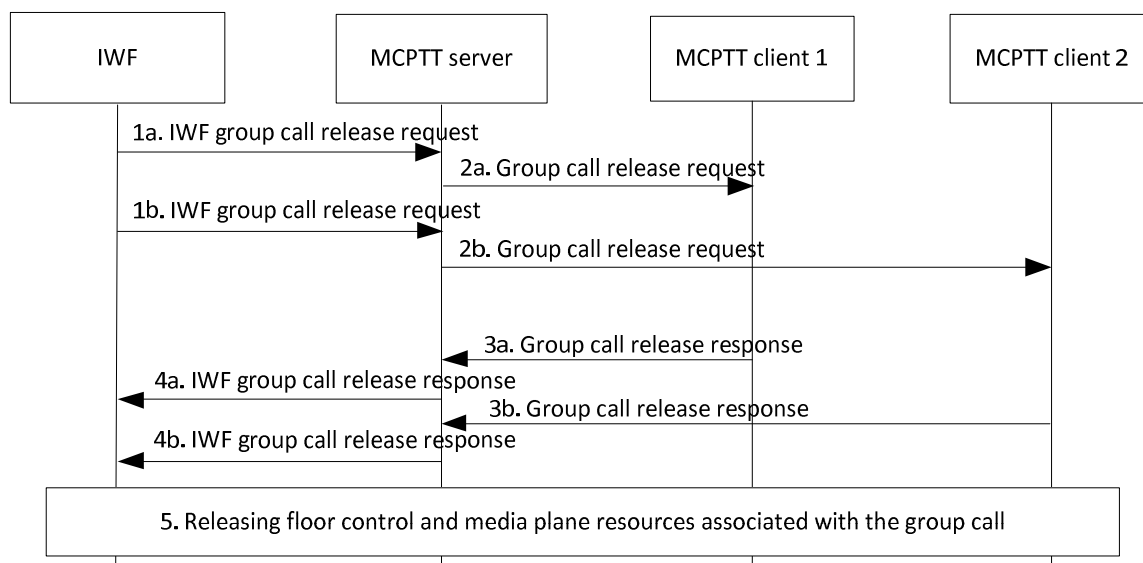 IWF
MCPTT server
MCPTT client 1
MCPTT client 2
1a. IWF group call release request
2a. Group call release request
1b. IWF group call release request
2b. Group call release request
3a. Group call release response
4a. IWF group call release response
3b. Group call release response
4b. IWF group call release response
5. Releasing floor control and media plane resources associated with the group call